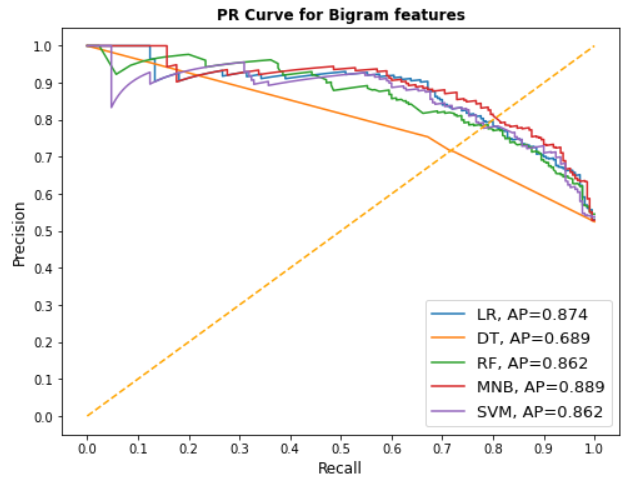 PR Curve for Bigram features
Precision
1.0
0.9
0.8
0.7
0.6
0.5
0.4
0.3
0.2
0.1
0.0
LR, AP=0.874
DT, AP=0.689
RF, AP=0.862
MNB, AP=0.889
SVM, AP=0.862
0.0 0.1 0.2 0.3 0.4 0.5 0.6 0.7 0.8 0.9 1.0
Recall